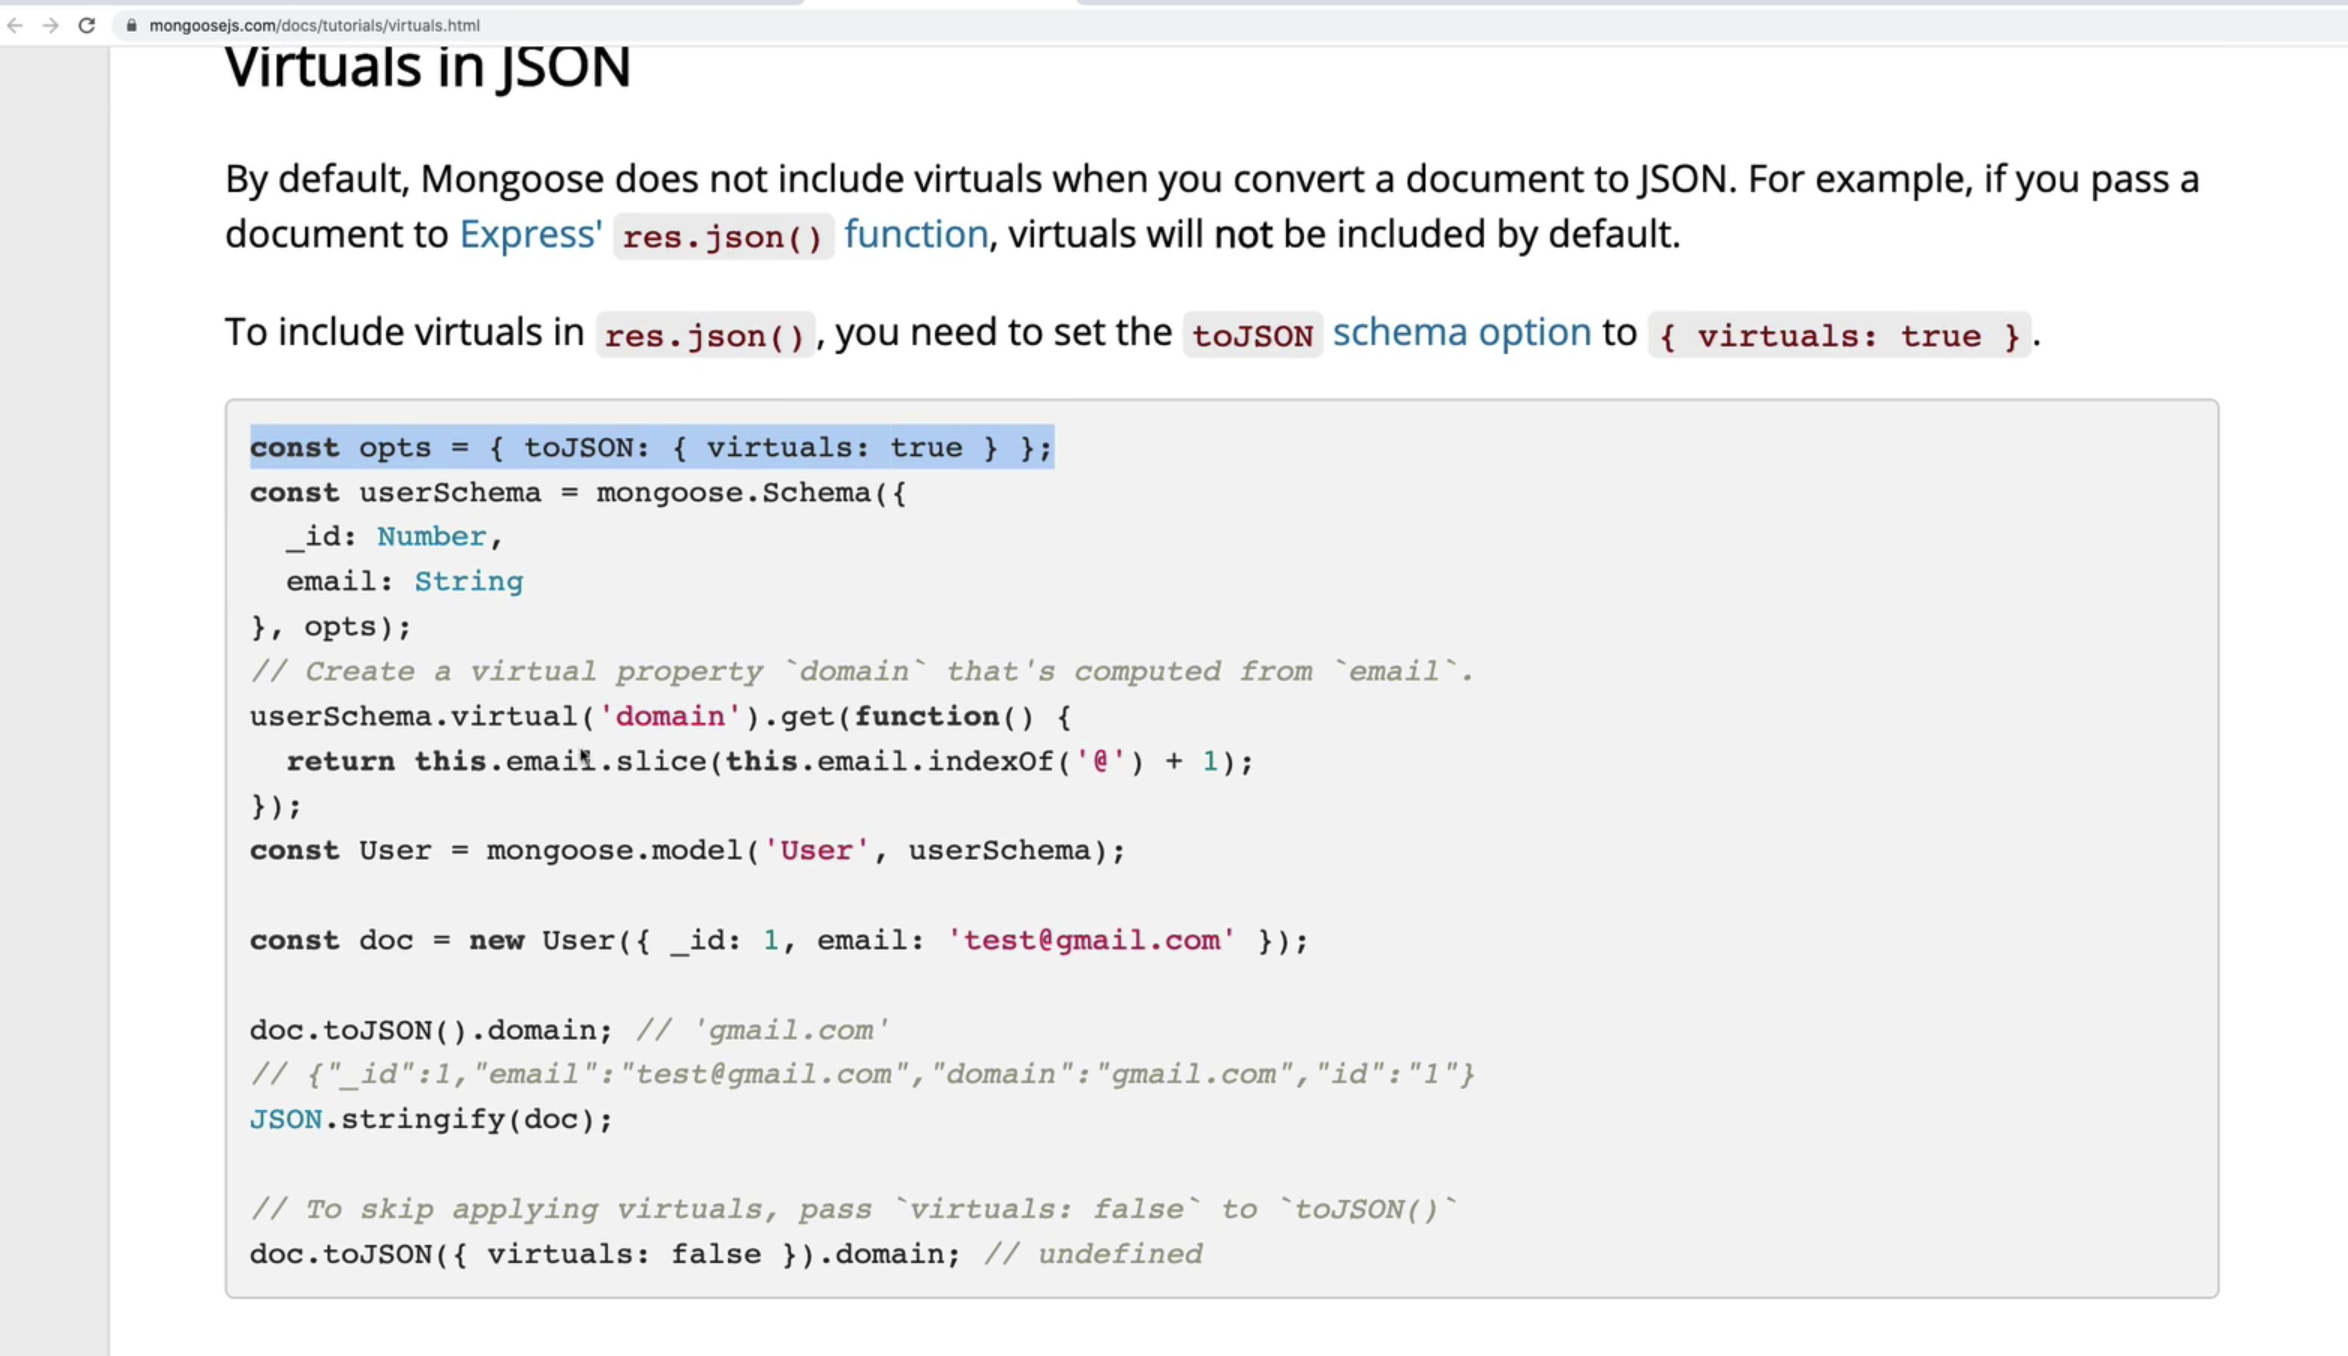 mongoosejs.com/docs/tutorials/virtuals.html
Virtuals in JSON
By default, Mongoose does not include virtuals when you convert a document to JSON. For example, if you pass a
document to Express' res.json() function, virtuals will not be included by default.
To include virtuals in res.json(), you need to set the toJSON schema option to { virtuals: true }.
const opts = { toJSON: { virtuals: true } };
const userSchema = mongoose.Schema({
  _id: Number,
  email: String
}, opts);
// Create a virtual property `domain` that's computed from `email`.
userSchema.virtual('domain').get(function() {
  return this.email.slice(this.email.indexOf('@') + 1);
});
const User = mongoose.model('User', userSchema);
const doc = new User({ _id: 1, email: 'test@gmail.com' });
doc.toJSON().domain; // 'gmail.com'
// {"_id":1,"email":"test@gmail.com","domain":"gmail.com","id":"1"}
JSON.stringify(doc);
// To skip applying virtuals, pass `virtuals: false` to `toJSON()`
doc.toJSON({ virtuals: false }).domain; // undefined